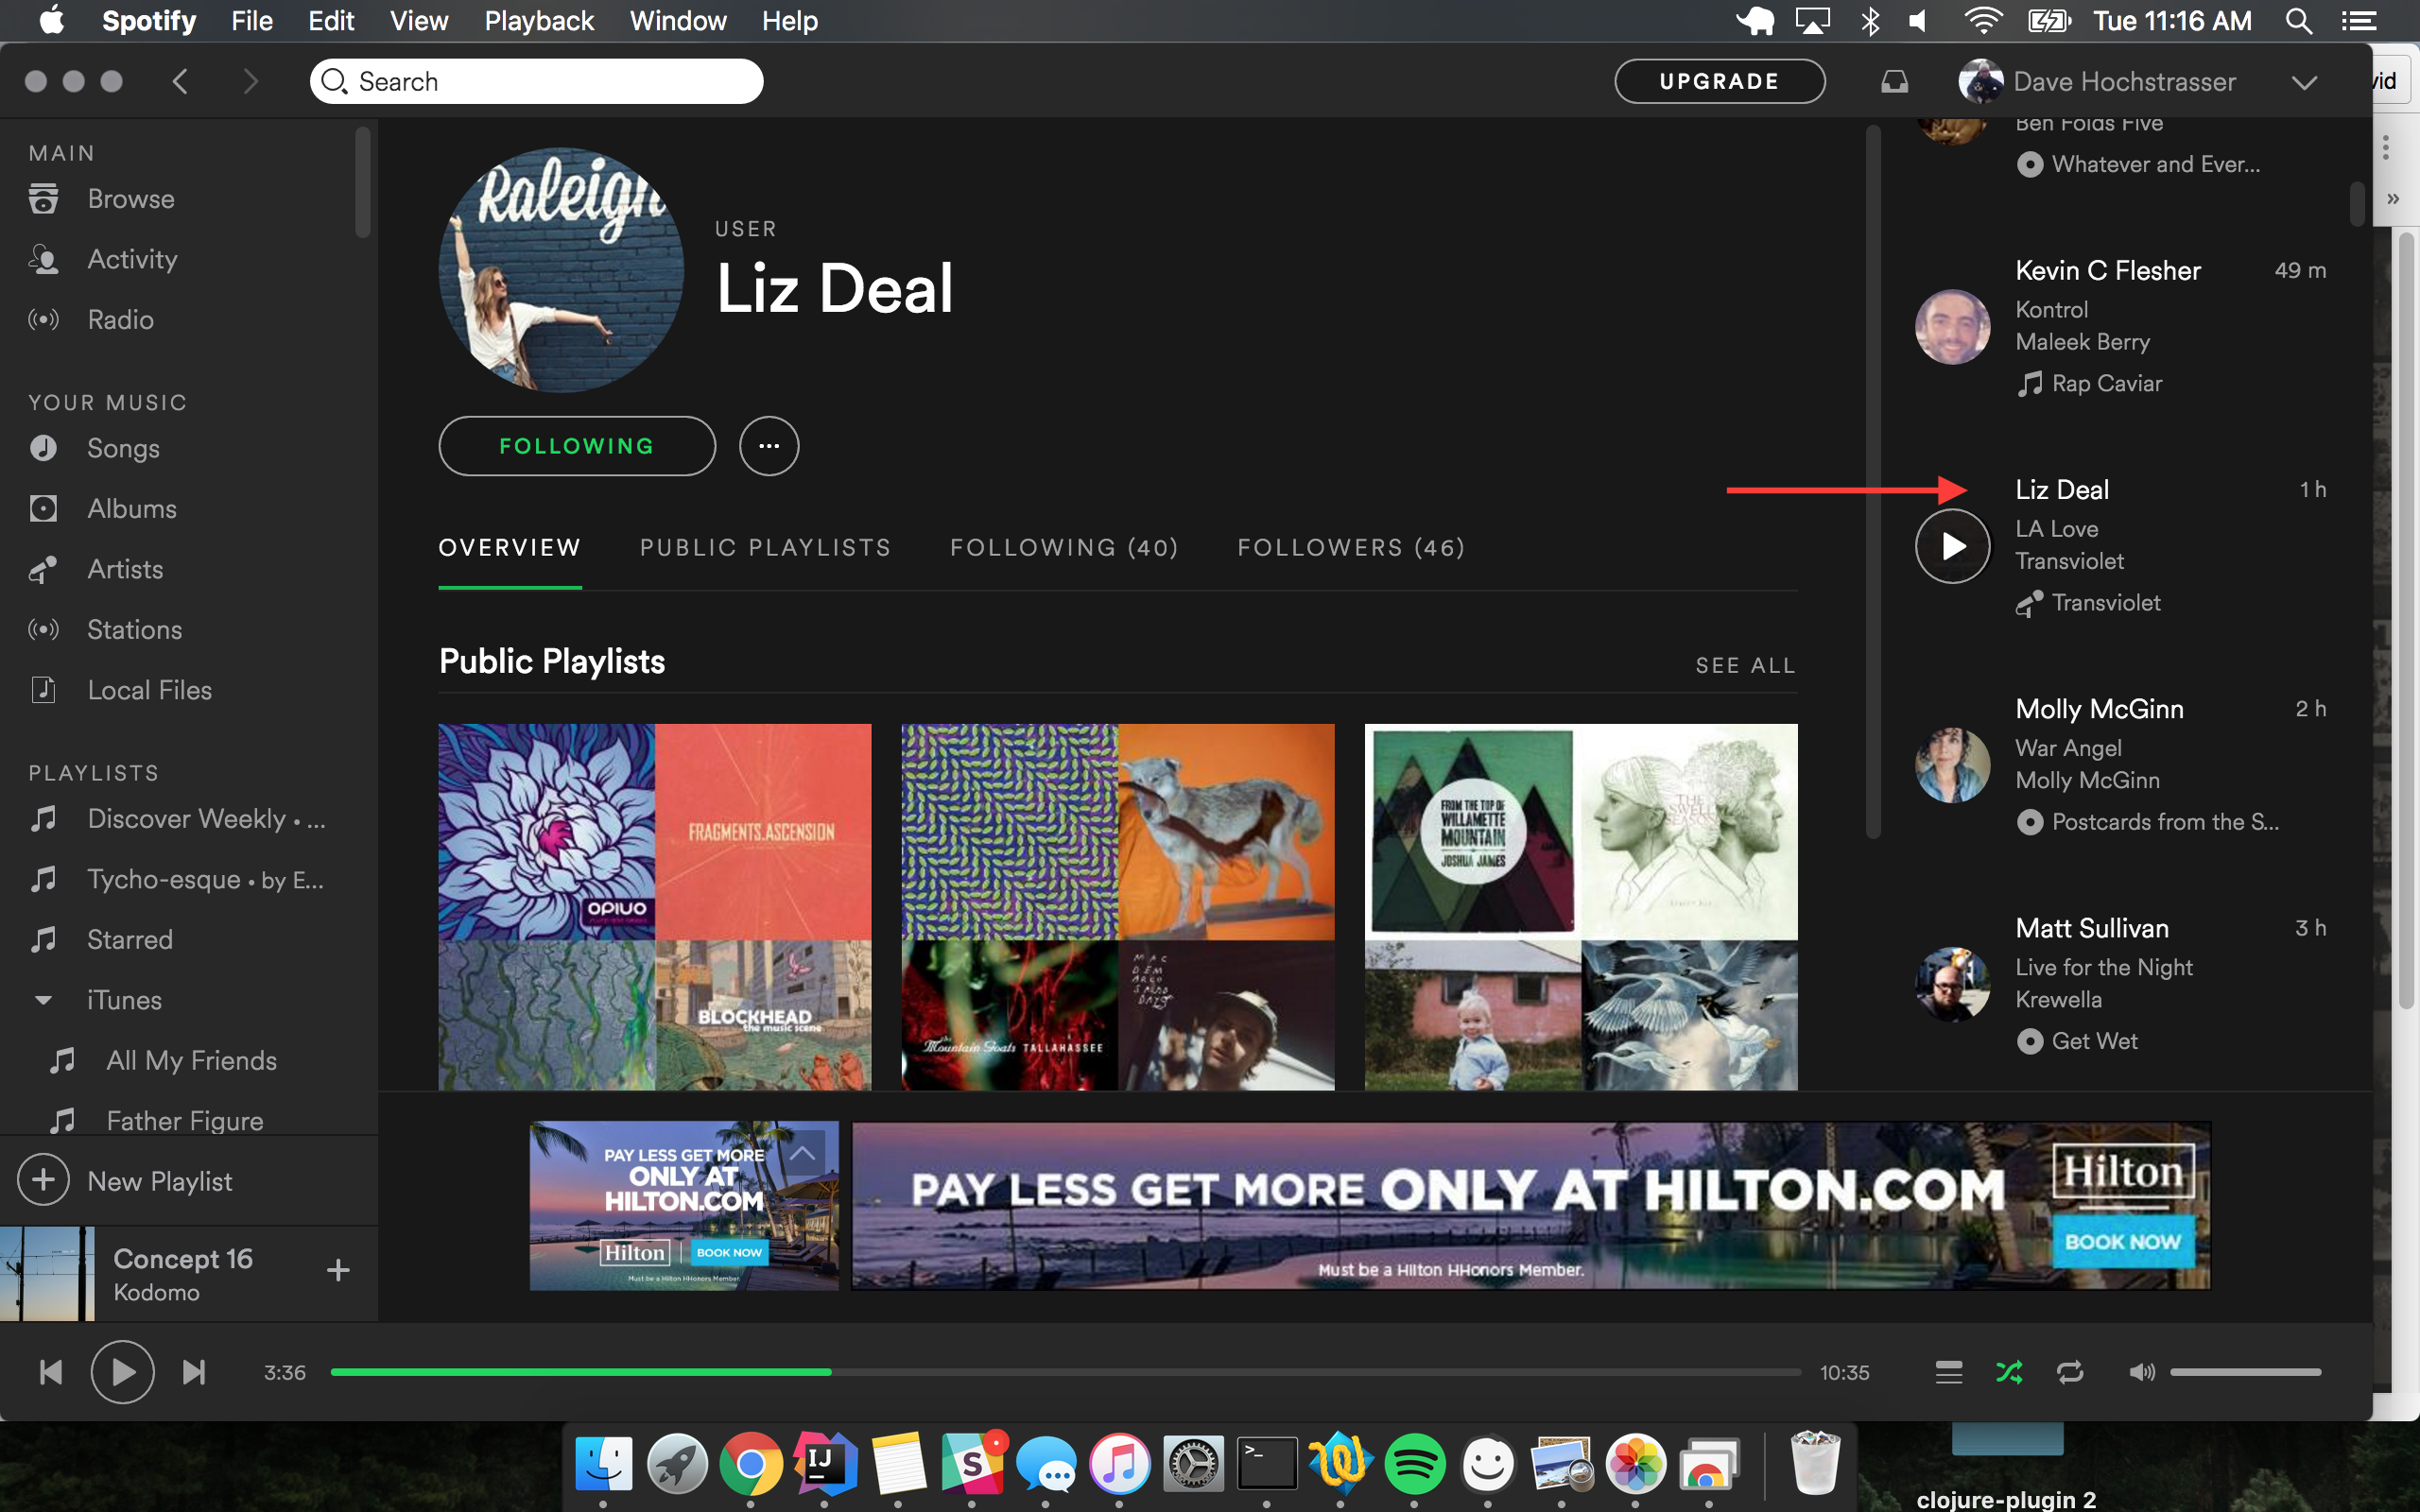 Spotify File Edit View Playback Window Help
Tue 11:16 AM
Search
UPGRADE
Dave Hochstrasser
vid
MAIN
Browse
Activity
Radio
YOUR MUSIC
Songs
Albums
Artists
Stations
Local Files
PLAYLISTS
Discover Weekly • ...
Tycho-esque • by E...
Starred
iTunes
All My Friends
Father Figure
New Playlist
Concept 16
Kodomo
Raleigh
USER
Liz Deal
FOLLOWING
OVERVIEW
PUBLIC PLAYLISTS
FOLLOWING (40)
FOLLOWERS (46)
Public Playlists
SEE ALL
OPIUO
FRAGMENTS.ASCENSION
BLOCKHEAD
the music scene
the Mountain Goats TALLAHASSEE
MAC
DEM
ARCO
FROM THE TOP OF
WILLAMETTE
MOUNTAIN
JOSHUA JAMES
THE
SWELL
SEASON
Ben Folds Five
Whatever and Ever...
Kevin C Flesher
49 m
Kontrol
Maleek Berry
Rap Caviar
Liz Deal
1 h
LA Love
Transviolet
Transviolet
Molly McGinn
2 h
War Angel
Molly McGinn
Postcards from the S...
Matt Sullivan
3 h
Live for the Night
Krewella
Get Wet
PAY LESS GET MORE
ONLY AT
HILTON.COM
Hilton
BOOK NOW
Must be a Hilton HHonors Member.
PAY LESS GET MORE ONLY AT HILTON.COM
Must be a Hilton HHonors Member.
Hilton
BOOK NOW
3:36
10:35
IJ
S
>_
clojure-plugin 2